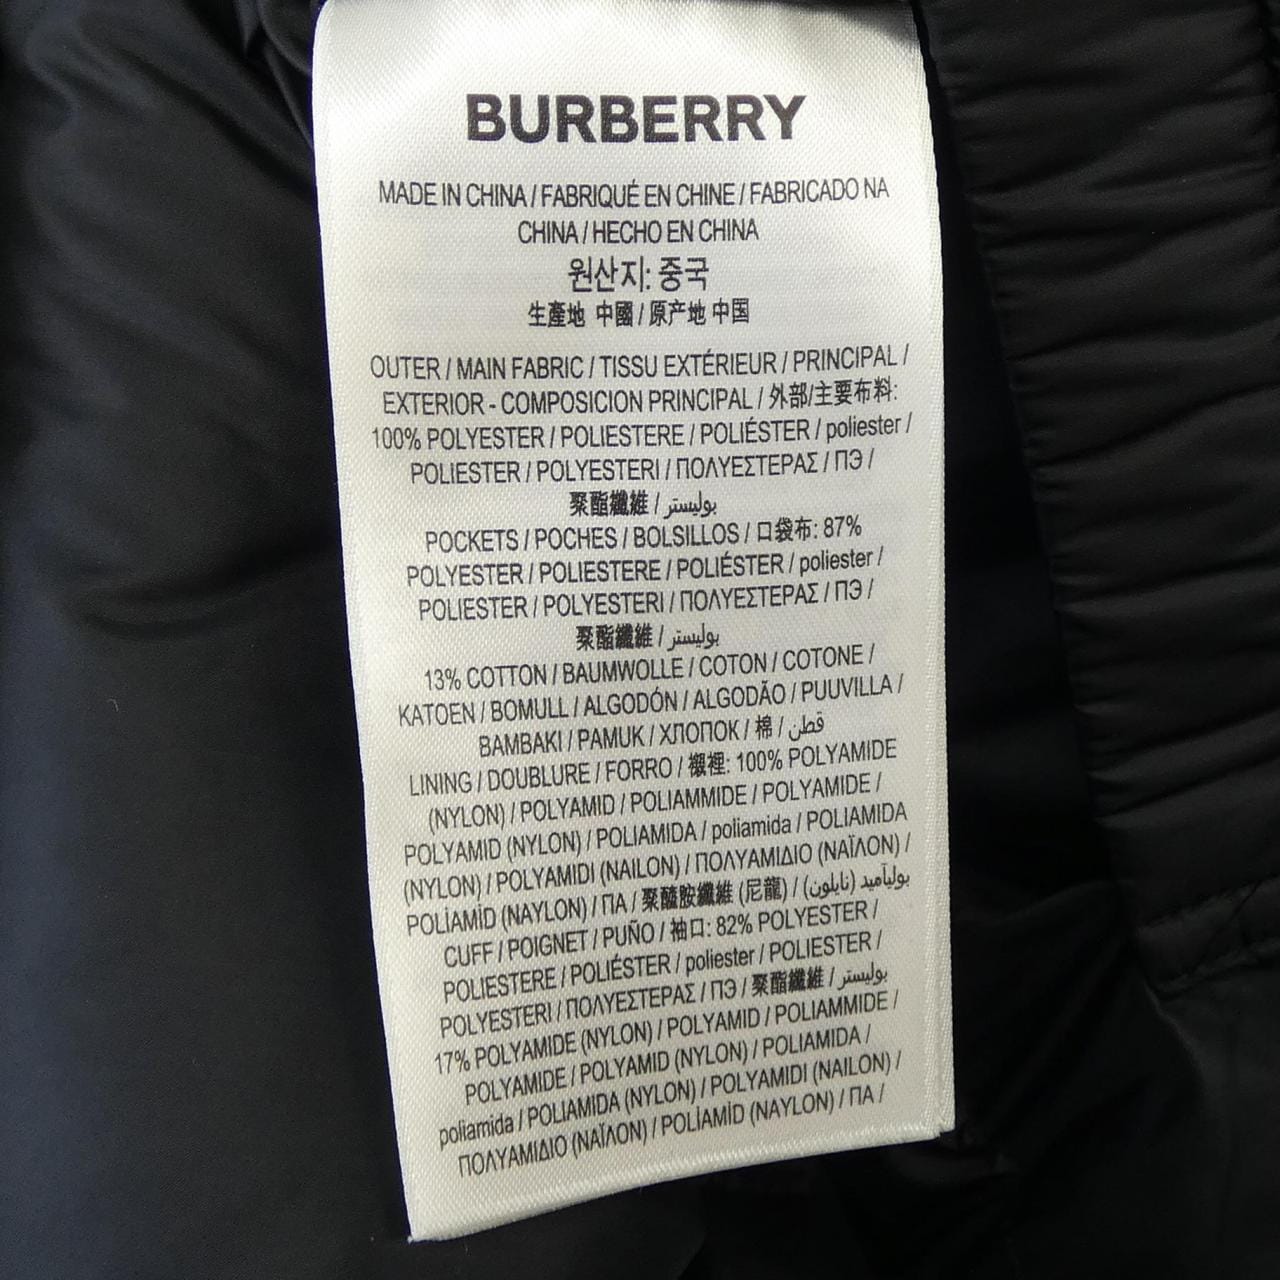 BURBERRY
MADE IN CHINA / FABRIQUÉ EN CHINE / FABRICADO NA
CHINA / HECHO EN CHINA
원산지: 중국
生產地 中國 / 原产地 中国
OUTER / MAIN FABRIC / TISSU EXTÉRIEUR / PRINCIPAL /
EXTERIOR - COMPOSICION PRINCIPAL / 外部/主要布料:
100% POLYESTER / POLIESTERE / POLIÉSTER / poliester /
POLIESTER / POLYESTERI / ΠΟΛΥΕΣΤΕΡΑΣ / ПЭ /
聚酯纖維 / بوليستر
POCKETS / POCHES / BOLSILLOS / 口袋布: 87%
POLYESTER / POLIESTERE / POLIÉSTER / poliester /
POLIESTER / POLYESTERI / ΠΟΛΥΕΣΤΕΡΑΣ / ПЭ /
聚酯纖維 / بوليستر
13% COTTON / BAUMWOLLE / COTON / COTONE /
KATOEN / BOMULL / ALGODÓN / ALGODÃO / PUUVILLA /
BAMBAKI / PAMUK / ХЛОПОК / 棉 / قطن
LINING / DOUBLURE / FORRO / 襯裡: 100% POLYAMIDE
(NYLON) / POLYAMID / POLIAMMIDE / POLYAMIDE /
POLYAMID (NYLON) / POLIAMIDA / poliamida / POLIAMIDA
(NYLON) / POLYAMIDI (NAILON) / ΠΟΛΥΑΜΙΔΙΟ (ΝΑΪΛΟΝ) /
POLİAMİD (NAYLON) / ПА / 聚醯胺纖維 (尼龍) / بولیآمید (نایلون)
CUFF / POIGNET / PUÑO / 袖口: 82% POLYESTER /
POLIESTERE / POLIÉSTER / poliester / POLIESTER /
POLYESTERI / ΠΟΛΥΕΣΤΕΡΑΣ / ПЭ / 聚酯纖維 / بوليستر
17% POLYAMIDE (NYLON) / POLYAMID / POLIAMMIDE /
POLYAMIDE / POLYAMID (NYLON) / POLIAMIDA /
poliamida / POLIAMIDA (NYLON) / POLYAMIDI (NAILON) /
ΠΟΛΥΑΜΙΔΙΟ (ΝΑΪΛΟΝ) / POLİAMİD (NAYLON) / ПА /